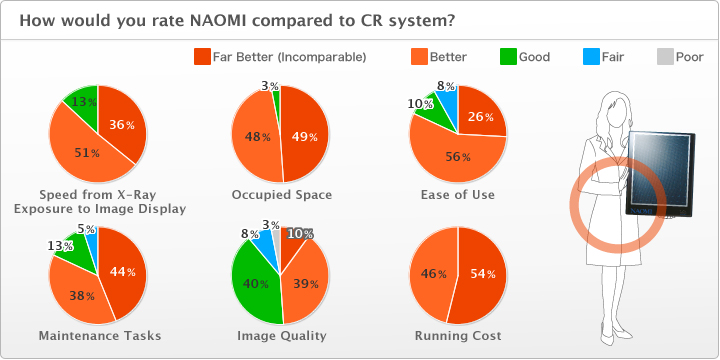 How would you rate NAOMI compared to CR system?
Far Better (Incomparable) Better Good Fair Poor
13% 36% 51%
3% 48% 49%
8% 10% 26% 56%
Speed from X-Ray
Exposure to Image Display
Occupied Space
Ease of Use
NAOMI
5% 13% 44% 38%
3% 8% 10% 40% 39%
46% 54%
Maintenance Tasks
Image Quality
Running Cost